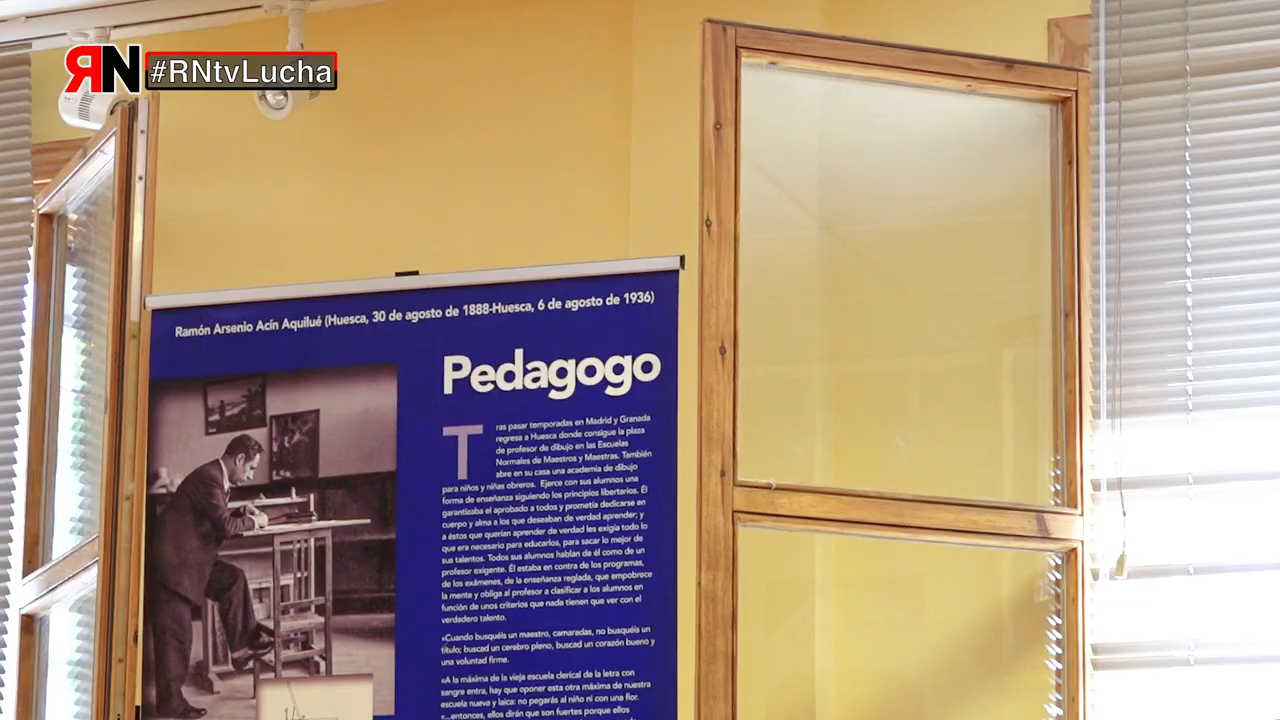 RN #RNtvLucha
Ramón Arsenio Acín Aquilué (Huesca, 30 de agosto de 1888-Huesca, 6 de agosto de 1936)
Pedagogo
Tras pasar temporadas en Madrid y Granada
regresa a Huesca donde consigue la plaza
de profesor de dibujo en las Escuelas
Normales de Maestros y Maestras. También
abre en su casa una academia de dibujo
para niños y niñas obreros. Ejerce con sus alumnos una
forma de enseñanza siguiendo los principios libertarios. Él
garantizaba el aprobado a todos y prometía dedicarse en
cuerpo y alma a los que deseaban de verdad aprender; y
a éstos que querían aprender de verdad les exigía todo lo
que era necesario para educarlos, para sacar lo mejor de
sus talentos. Todos sus alumnos hablan de él como de un
profesor exigente. Él estaba en contra de los programas,
de los exámenes, de la enseñanza reglada, que empobrece
la mente y obliga al profesor a clasificar a los alumnos en
función de unos criterios que nada tienen que ver con el
verdadero talento.
«Cuando busquéis un maestro, camaradas, no busquéis un
título; buscad un cerebro pleno, buscad un corazón bueno y
una voluntad firme.
«A la máxima de la vieja escuela clerical de la letra con
sangre entra, hay que oponer esta otra máxima de nuestra
escuela nueva y laica: no pegarás al niño ni con una flor.
«...entonces, ellos dirán que son fuertes porque ellos